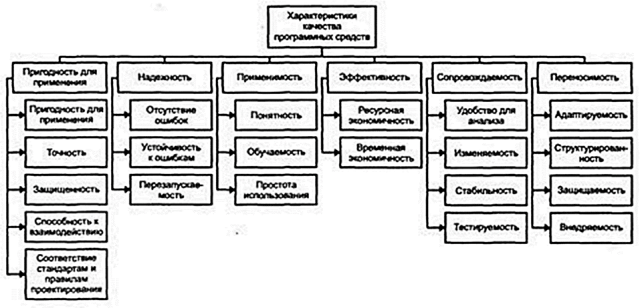 Характеристики
качества
программных средств
Пригодность для
применения
Надежность
Применимость
Эффективность
Сопровождаемость
Переносимость
Пригодность для
применения
Точность
Защищенность
Способность к
взаимодействию
Соответствие
стандартам и
правилам
проектирования
Отсутствие
ошибок
Устойчивость
к ошибкам
Перезапускае-
мость
Понятность
Обучаемость
Простота
использования
Ресурсная
экономичность
Временная
экономичность
Удобство для
анализа
Изменяемость
Стабильность
Тестируемость
Адаптируемость
Структурирован-
ность
Защищаемость
Внедряемость